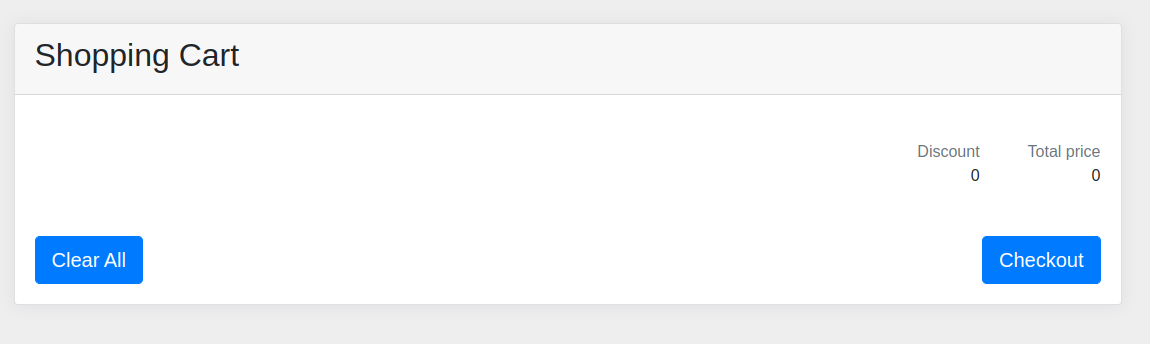 Shopping Cart
Discount Total price
0 0
Clear All Checkout